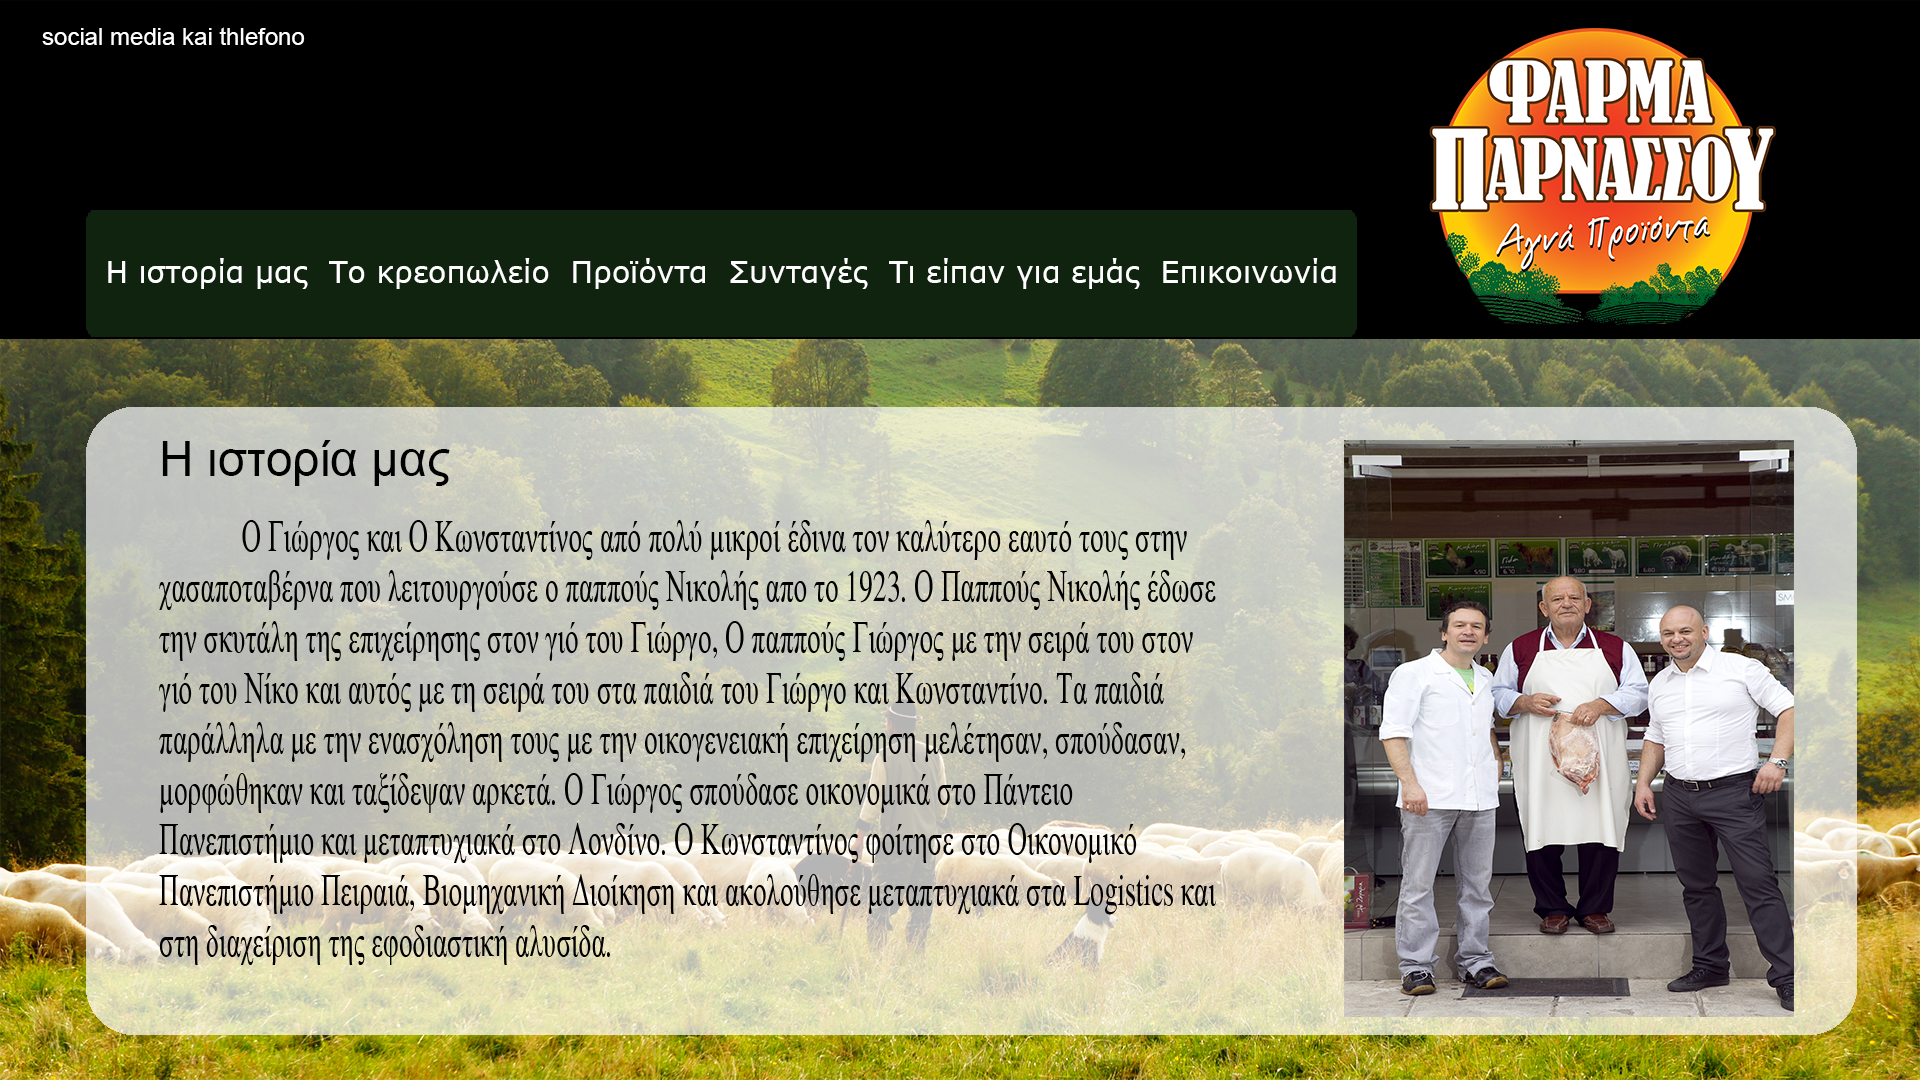 social media kai thlefono
ΦΑΡΜΑ
ΠΑΡΝΑΣΣΟΥ
Αγνά Προϊόντα
Η ιστορία μας Το κρεοπωλείο Προϊόντα Συνταγές Τι είπαν για εμάς Επικοινωνία
Η ιστορία μας
Ο Γιώργος και Ο Κωνσταντίνος από πολύ μικροί έδινα τον καλύτερο εαυτό τους στην
χασαποταβέρνα που λειτουργούσε ο παππούς Νικολής απο το 1923. Ο Παππούς Νικολής έδωσε
την σκυτάλη της επιχείρησης στον γιό του Γιώργο, Ο παππούς Γιώργος με την σειρά του στον
γιό του Νίκο και αυτός με τη σειρά του στα παιδιά του Γιώργο και Κωνσταντίνο. Τα παιδιά
παράλληλα με την ενασχόληση τους με την οικογενειακή επιχείρηση μελέτησαν, σπούδασαν,
μορφώθηκαν και ταξίδεψαν αρκετά. Ο Γιώργος σπούδασε οικονομικά στο Πάντειο
Πανεπιστήμιο και μεταπτυχιακά στο Λονδίνο. Ο Κωνσταντίνος φοίτησε στο Οικονομικό
Πανεπιστήμιο Πειραιά, Βιομηχανική Διοίκηση και ακολούθησε μεταπτυχιακά στα Logistics και
στη διαχείριση της εφοδιαστική αλυσίδα.